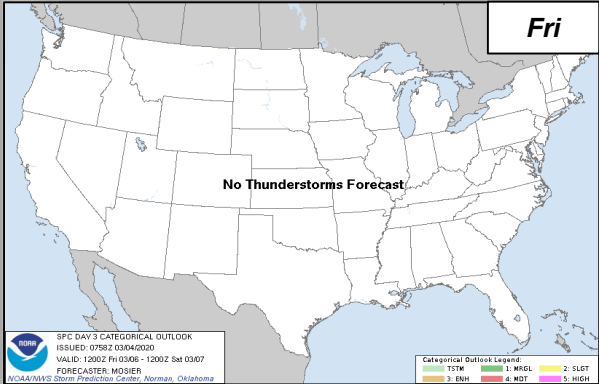 Fri
No Thunderstorms Forecast
NOAA
SPC DAY 3 CATEGORICAL OUTLOOK
ISSUED: 0758Z 03/04/2020
VALID: 1200Z Fri 03/06 - 1200Z Sat 03/07
FORECASTER: MOSIER
NOAA/NWS Storm Prediction Center, Norman, Oklahoma
Categorical Outlook Legend:
TSTM 1: MRGL 2: SLGT
3: ENH 4: MDT 5: HIGH